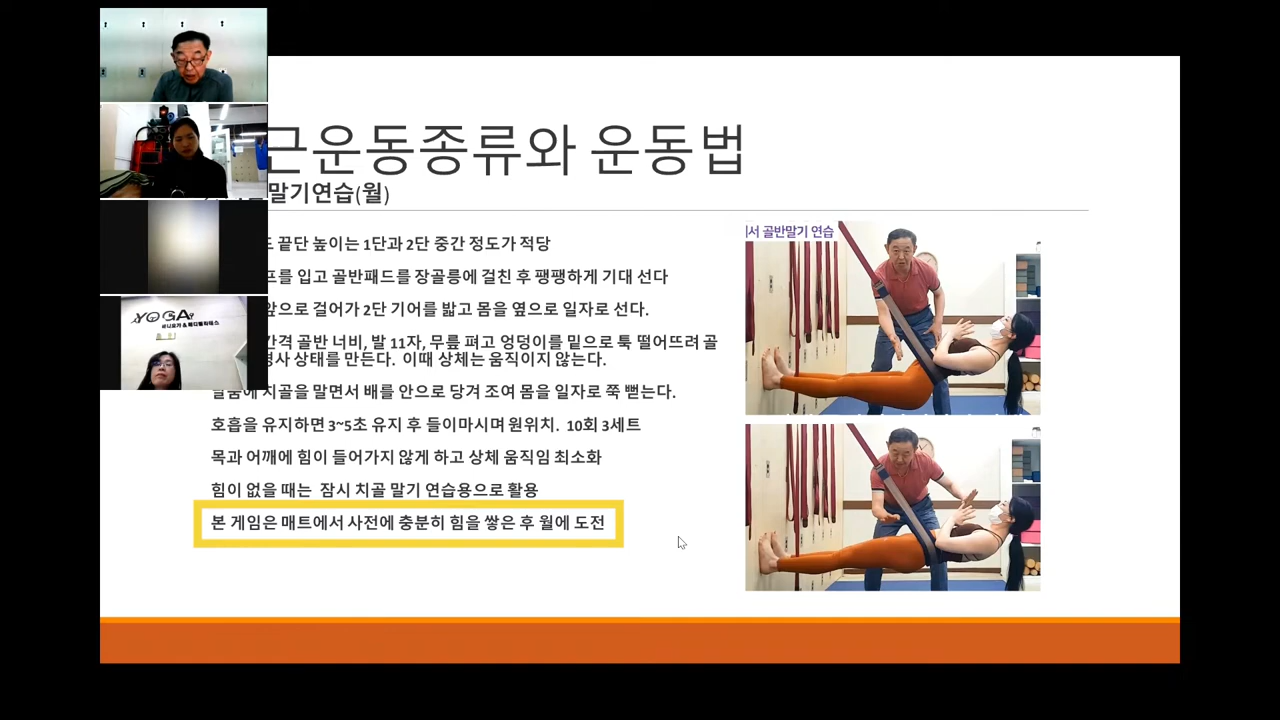 근운동종류와 운동법
말기연습(월)
끝단 높이는 1단과 2단 중간 정도가 적당
입고 골반패드를 장골릉에 걸친 후 팽팽하게 기대 선다
앞으로 걸어가 2단 기어를 밟고 몸을 옆으로 일자로 선다.
간격 골반 너비, 발 11자, 무릎 펴고 엉덩이를 밑으로 툭 떨어뜨려 골
상태를 만든다. 이때 상체는 움직이지 않는다.
치골을 말면서 배를 안으로 당겨 조여 몸을 일자로 쭉 뻗는다.
호흡을 유지하면 3~5초 유지 후 들이마시며 원위치. 10회 3세트
목과 어깨에 힘이 들어가지 않게 하고 상체 움직임 최소화
힘이 없을 때는 잠시 치골 말기 연습용으로 활용
본 게임은 매트에서 사전에 충분히 힘을 쌓은 후 월에 도전
서 골반말기 연습
YOGA